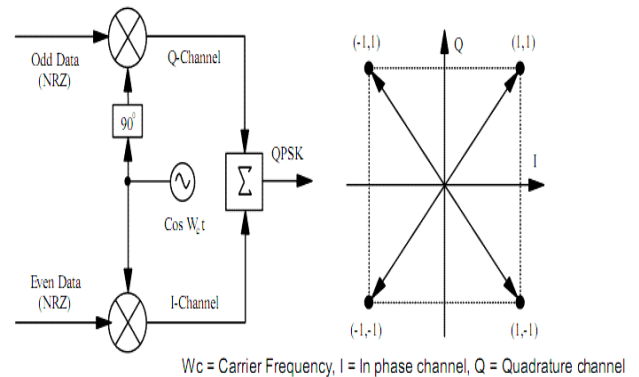 Odd Data
(NRZ)
Q-Channel
90°
QPSK
Σ
Cos Wct
Even Data
(NRZ)
I-Channel
(-1,1)
Q
(1,1)
I
(-1,-1)
(1,-1)
Wc = Carrier Frequency, I = In phase channel, Q = Quadrature channel